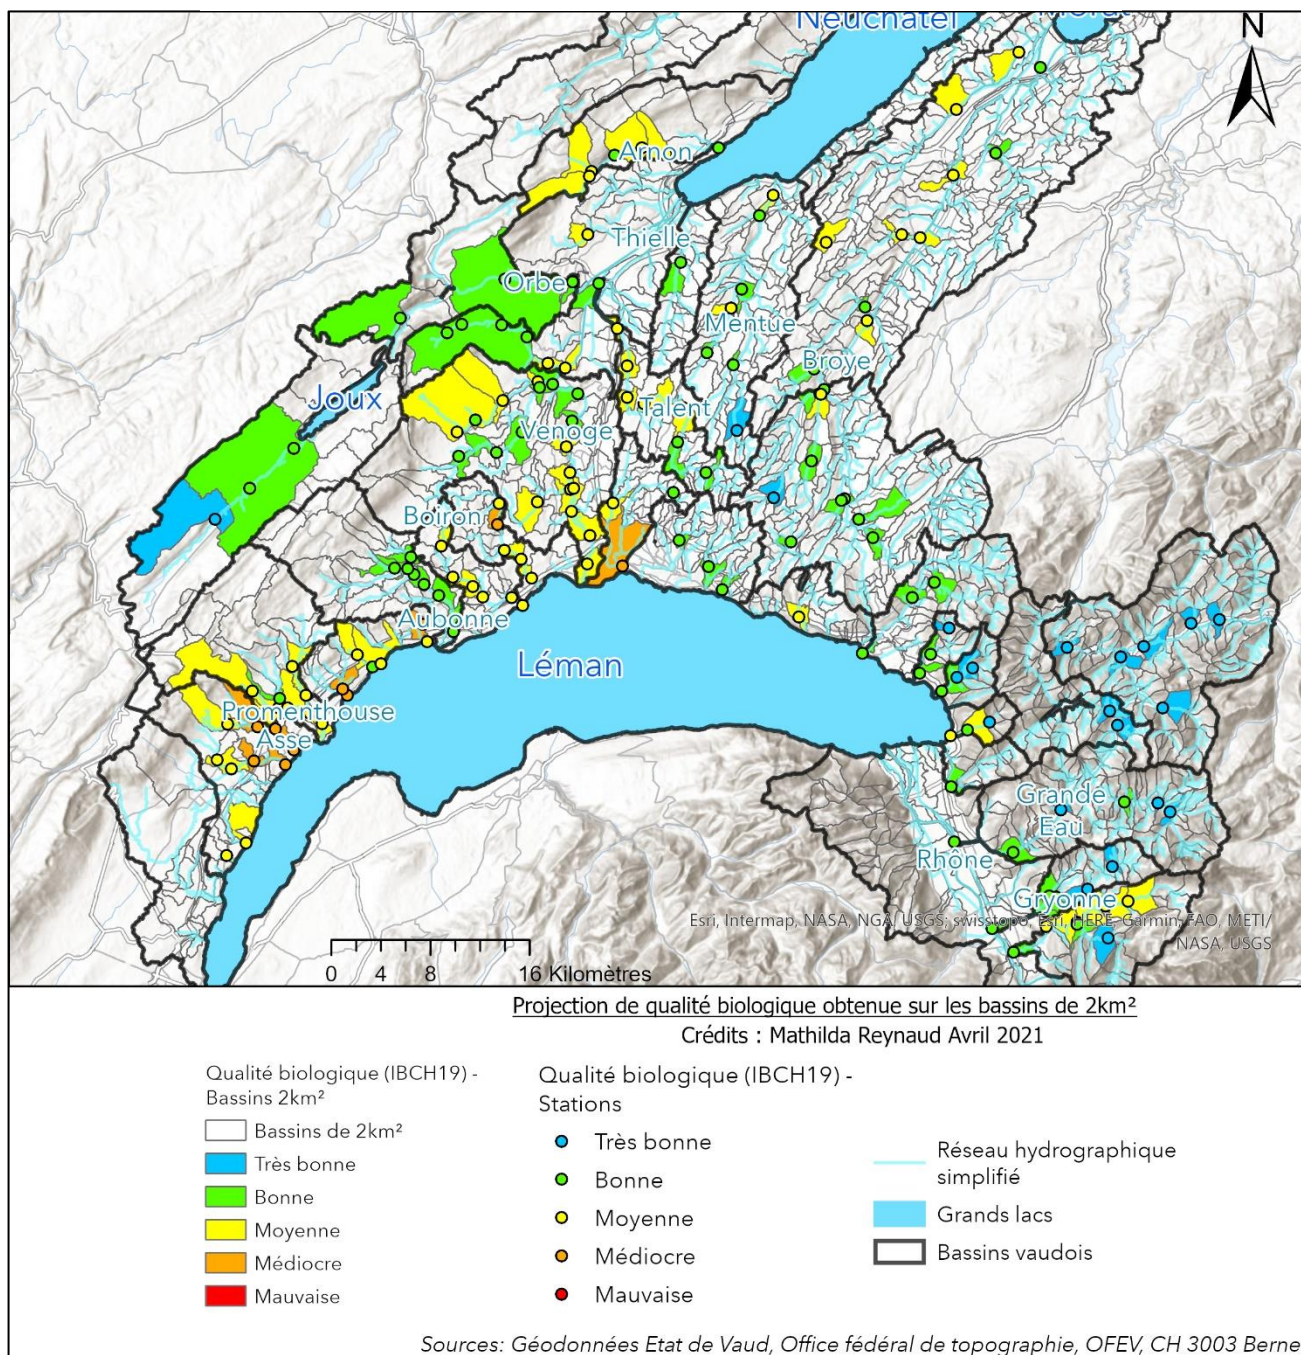 Neuchâtel
Morat
N
Arnon
Thielle
Orbe
Mentue
Broye
Joux
Talent
Venoge
Boiron
Aubonne
Léman
Promenthouse
Asse
Grande
Eau
Rhône
Gryonne
Esri, Intermap, NASA, NGA, USGS; swisstopo, Esri, HERE, Garmin, FAO, METI/
NASA, USGS
0 4 8 16 Kilomètres
Projection de qualité biologique obtenue sur les bassins de 2km²
Crédits : Mathilda Reynaud Avril 2021
Qualité biologique (IBCH19) -
Bassins 2km²
Bassins de 2km²
Très bonne
Bonne
Moyenne
Médiocre
Mauvaise
Qualité biologique (IBCH19) -
Stations
Très bonne
Bonne
Moyenne
Médiocre
Mauvaise
Réseau hydrographique
simplifié
Grands lacs
Bassins vaudois
Sources: Géodonnées Etat de Vaud, Office fédéral de topographie, OFEV, CH 3003 Berne